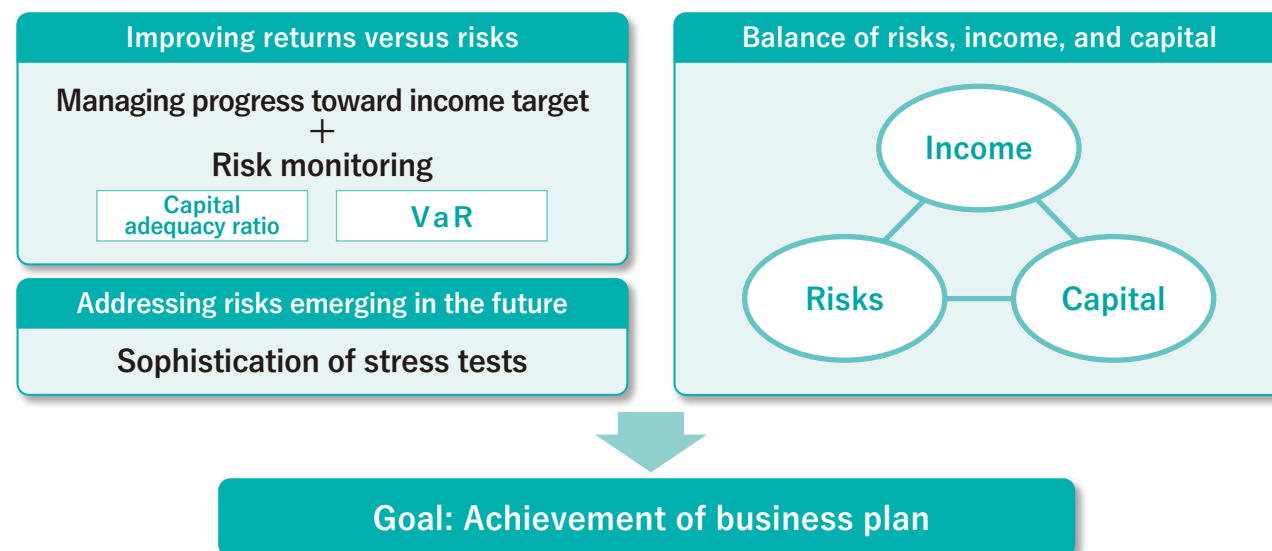 Improving returns versus risks
Managing progress toward income target
+
Risk monitoring
Capital
adequacy ratio
VaR
Addressing risks emerging in the future
Sophistication of stress tests
Balance of risks, income, and capital
Income
Risks
Capital
Goal: Achievement of business plan